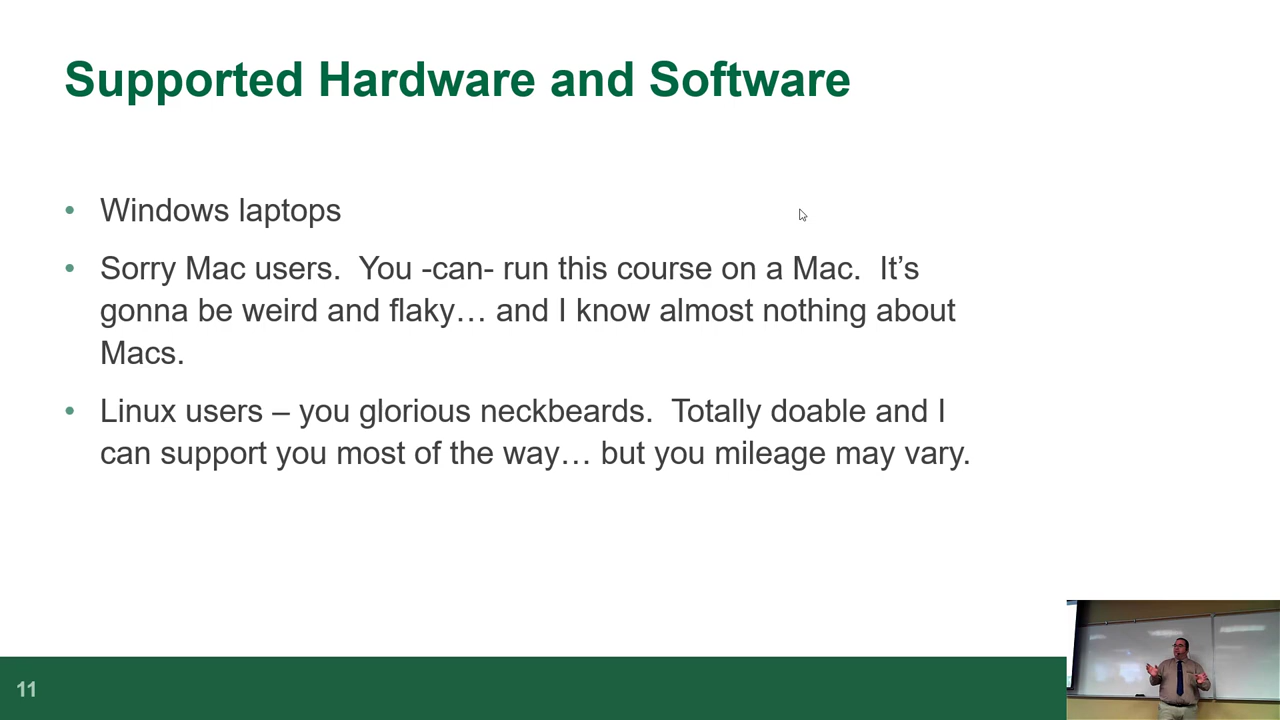 Supported Hardware and Software
• Windows laptops
• Sorry Mac users.  You -can- run this course on a Mac.  It’s
gonna be weird and flaky… and I know almost nothing about
Macs.
• Linux users – you glorious neckbeards.  Totally doable and I
can support you most of the way… but you mileage may vary.
11